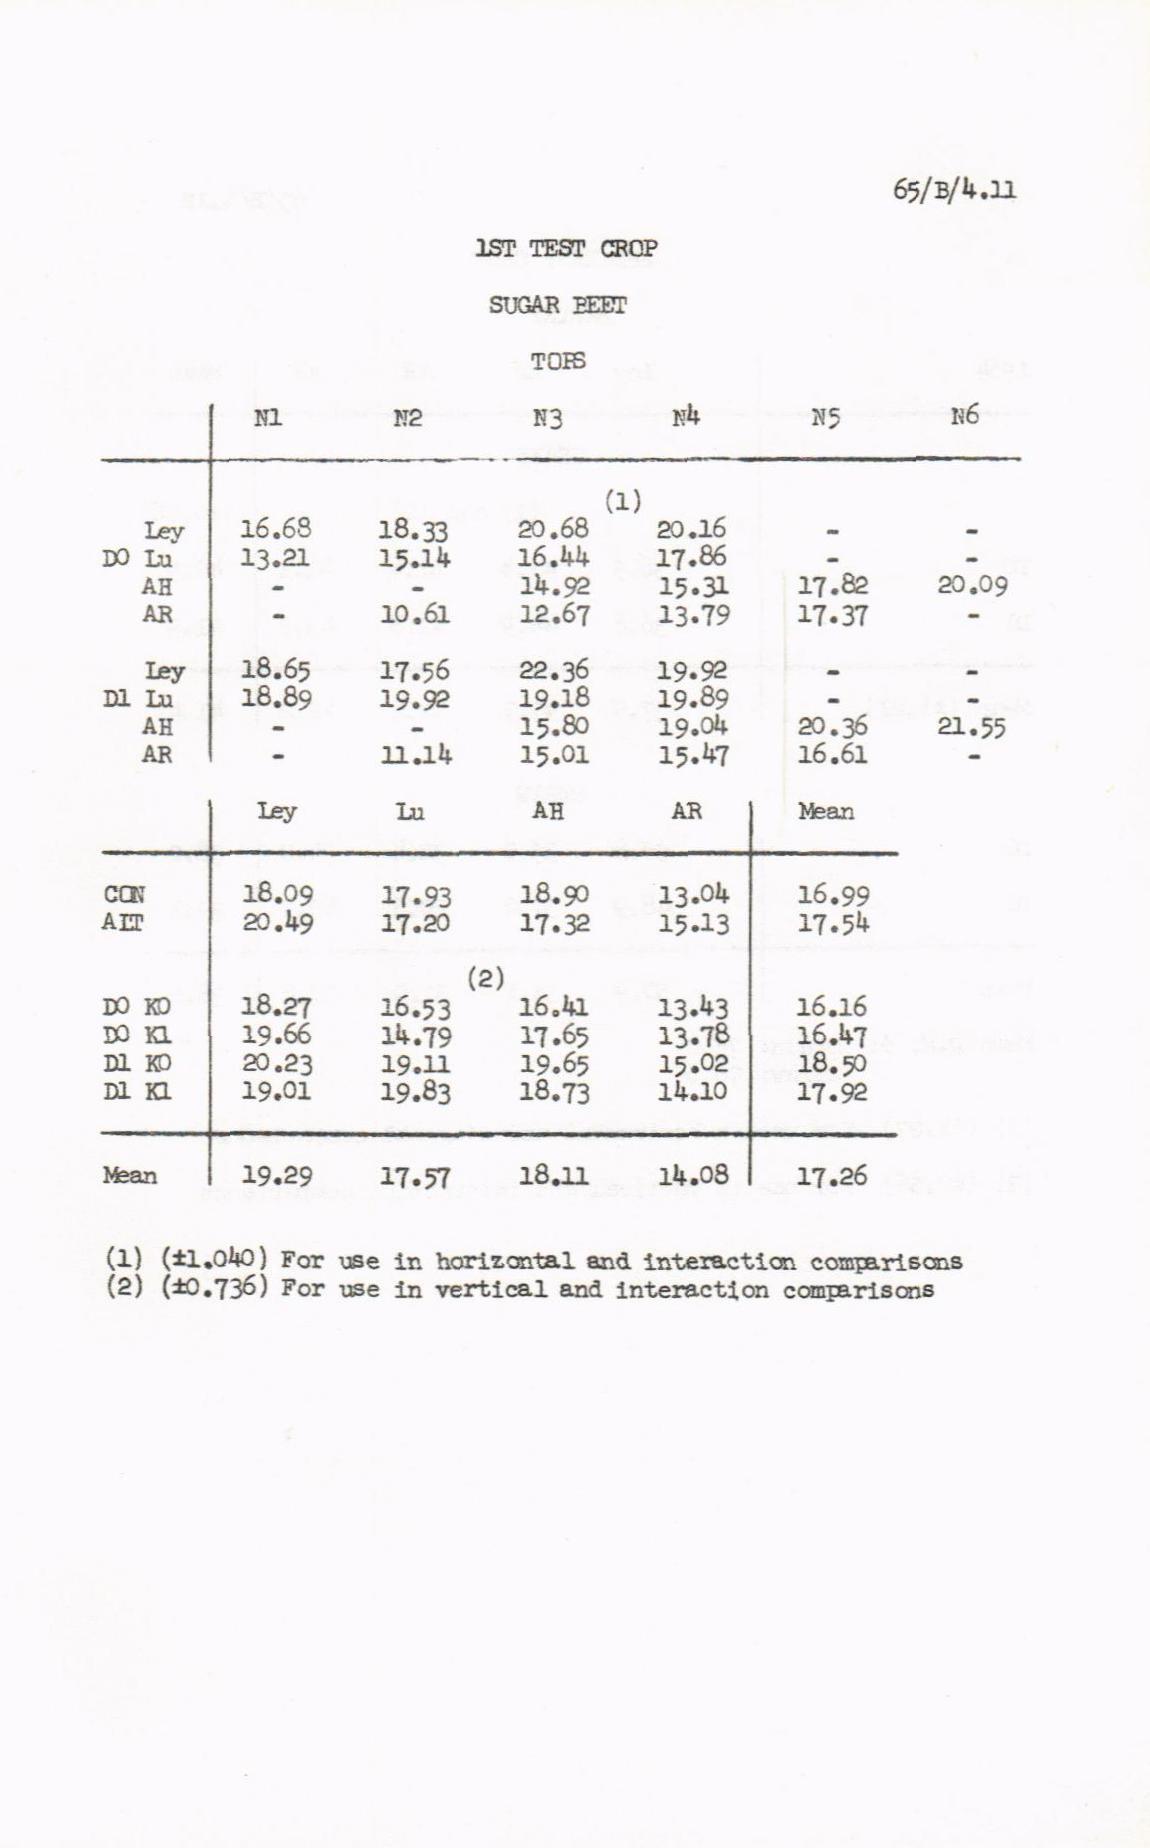 65/B/4.11
1ST TEST CROP
SUGAR BEET
TOPS
N1 N2 N3 N4 N5 N6
(1)
Ley 16.68 18.33 20.68 20.16 - -
D0 Lu 13.21 15.14 16.44 17.86 - -
AH - - 14.92 15.31 17.82 20.09
AR - 10.61 12.67 13.79 17.37 -
Ley 18.65 17.56 22.36 19.92 - -
D1 Lu 18.89 19.92 19.18 19.89 - -
AH - - 15.80 19.04 20.36 21.55
AR - 11.14 15.01 15.47 16.61 -
Ley Lu AH AR Mean
CON 18.09 17.93 18.90 13.04 16.99
ALT 20.49 17.20 17.32 15.13 17.54
(2)
D0 K0 18.27 16.53 16.41 13.43 16.16
D0 K1 19.66 14.79 17.65 13.78 16.47
D1 K0 20.23 19.11 19.65 15.02 18.50
D1 K1 19.01 19.83 18.73 14.10 17.92
Mean 19.29 17.57 18.11 14.08 17.26
(1) (±1.040) For use in horizontal and interaction comparisons
(2) (±0.736) For use in vertical and interaction comparisons